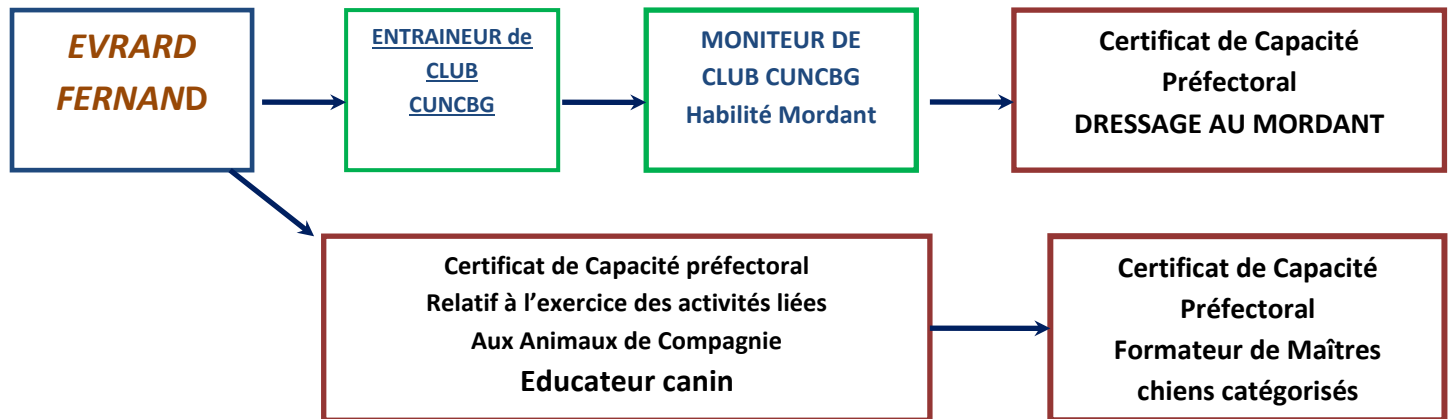 EVRARD
FERNAND
ENTRAINEUR de
CLUB
CUNCBG
MONITEUR DE
CLUB CUNCBG
Habilité Mordant
Certificat de Capacité
Préfectoral
DRESSAGE AU MORDANT
Certificat de Capacité préfectoral
Relatif à l’exercice des activités liées
Aux Animaux de Compagnie
Educateur canin
Certificat de Capacité
Préfectoral
Formateur de Maîtres
chiens catégorisés